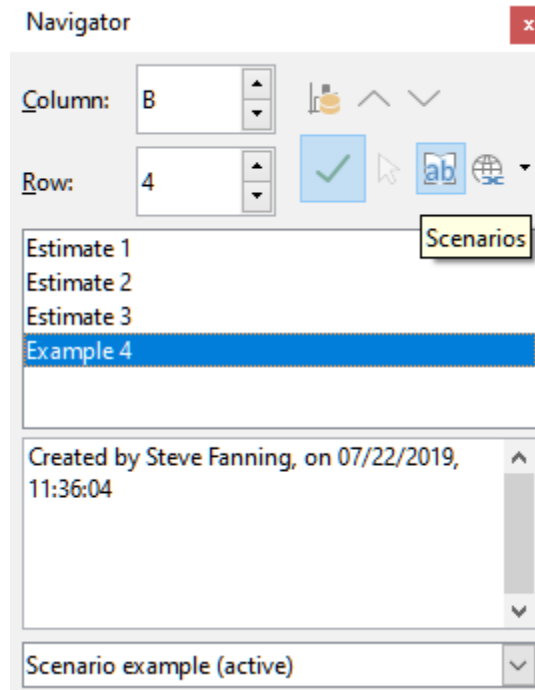 Navigator
x
Column: B
Row: 4
ab
Scenarios
Estimate 1
Estimate 2
Estimate 3
Example 4
Created by Steve Fanning, on 07/22/2019,
11:36:04
Scenario example (active)